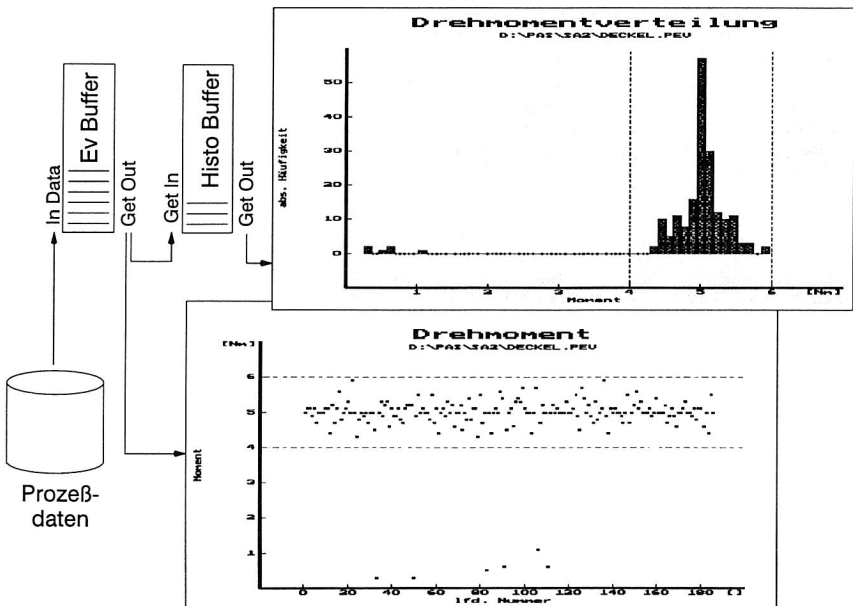 Drehmomentverteilung
D:\PAS\SA2\DECKEL.PEV
abs. Häufigkeit
50
40
30
20
10
0
1
2
3
4
5
6
[Nm]
Moment
In Data
Ev Buffer
Get Out
Get In
Histo Buffer
Get Out
Drehmoment
D:\PAS\SA2\DECKEL.PEV
[Nm]
6
5
4
3
2
1
Moment
0
20
40
60
80
100
120
140
160
180
[]
lfd. Nummer
Prozeß-
daten